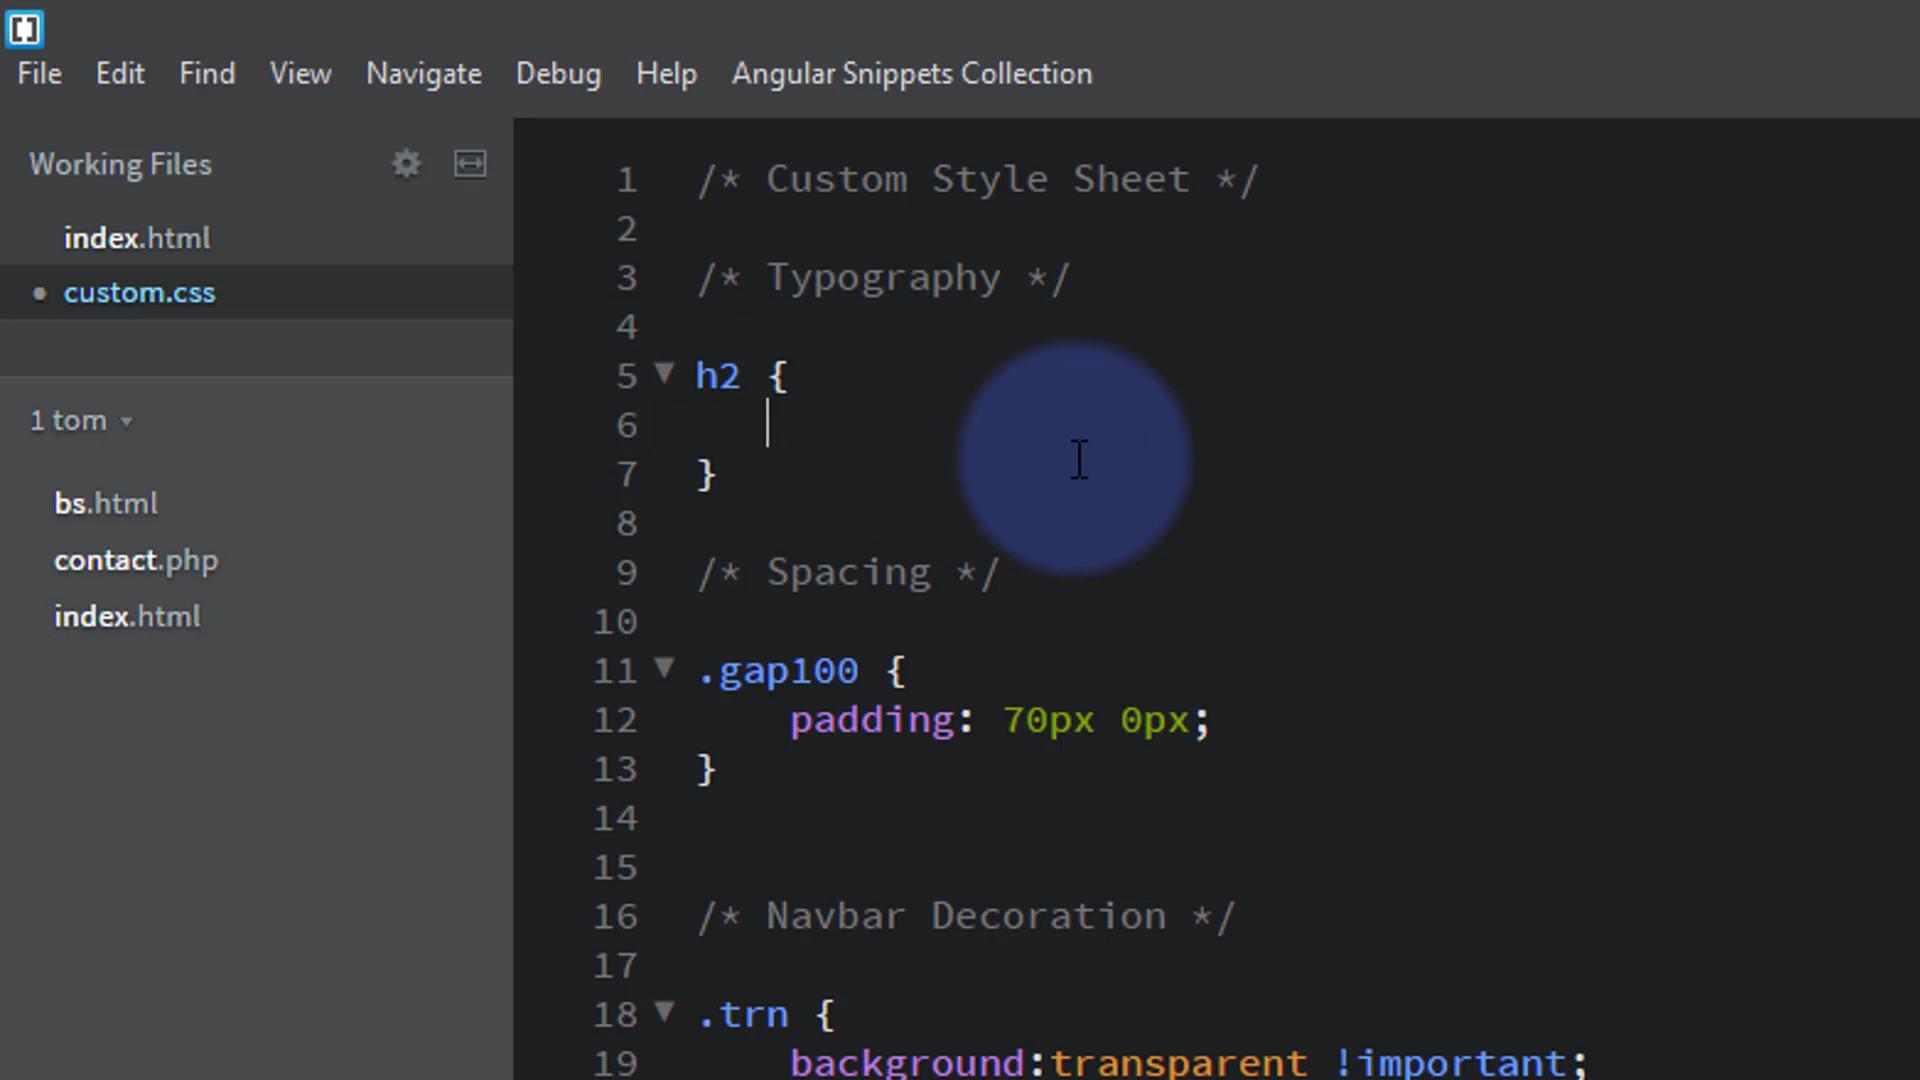 File Edit Find View Navigate Debug Help Angular Snippets Collection
Working Files
index.html
custom.css
1 tom
bs.html
contact.php
index.html
1 /* Custom Style Sheet */
2
3 /* Typography */
4
5 h2 {
6
7 }
8
9 /* Spacing */
10
11 .gap100 {
12 padding: 70px 0px;
13 }
14
15
16 /* Navbar Decoration */
17
18 .trn {
19 background:transparent !important;